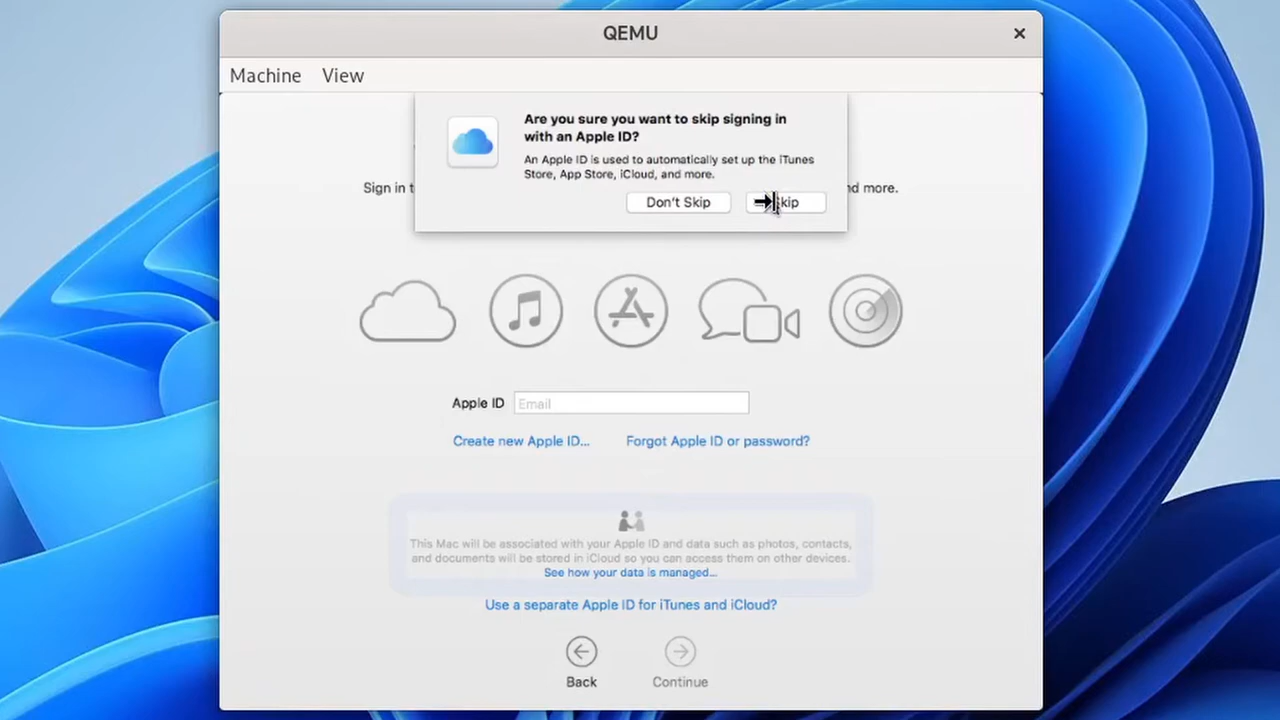 QEMU
Machine View
Are you sure you want to skip signing in
with an Apple ID?
An Apple ID is used to automatically set up the iTunes
Store, App Store, iCloud, and more.
Don't Skip
Sign in t
nd more.
Apple ID Email
Create new Apple ID... Forgot Apple ID or password?
This Mac will be associated with your Apple ID and data such as photos, contacts,
and documents will be stored in iCloud so you can access them on other devices.
See how your data is managed...
Use a separate Apple ID for iTunes and iCloud?
Back Continue